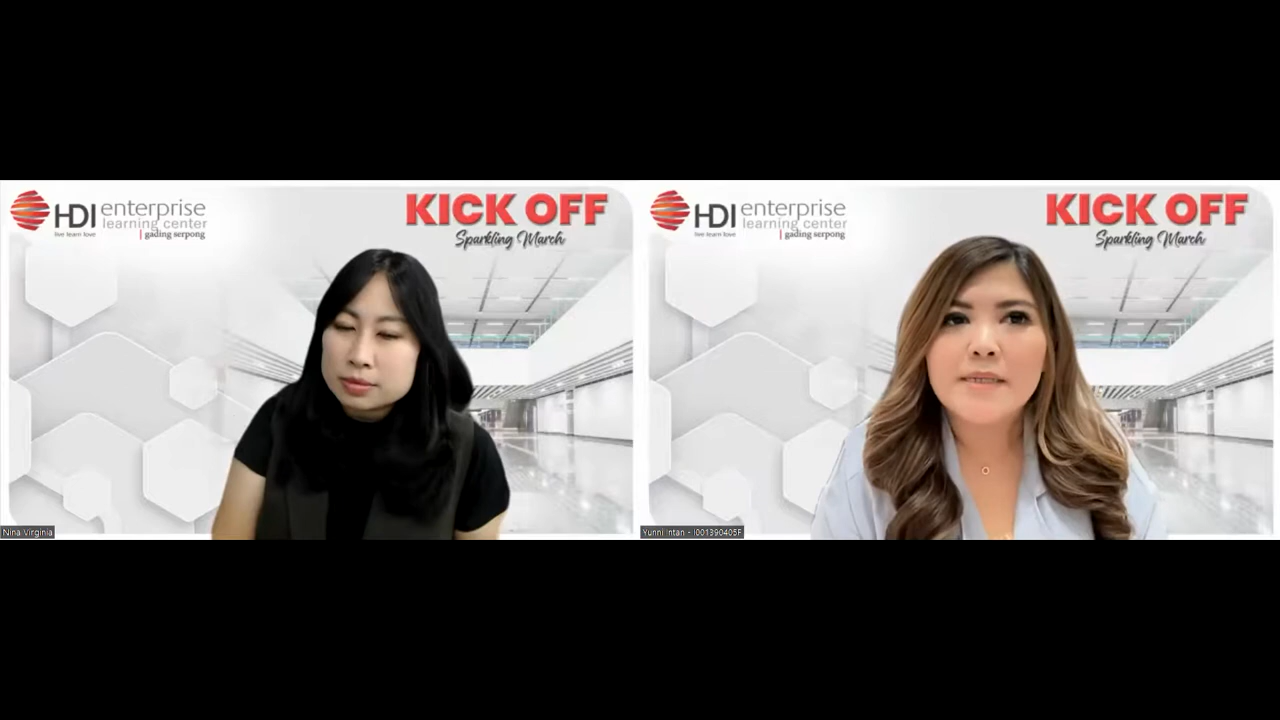 HDI enterprise
learning center
live learn love
| gading serpong
KICK OFF
Sparkling March
Nina Virginia
HDI enterprise
learning center
live learn love
| gading serpong
KICK OFF
Sparkling March
Yunni Intan - I001390405F